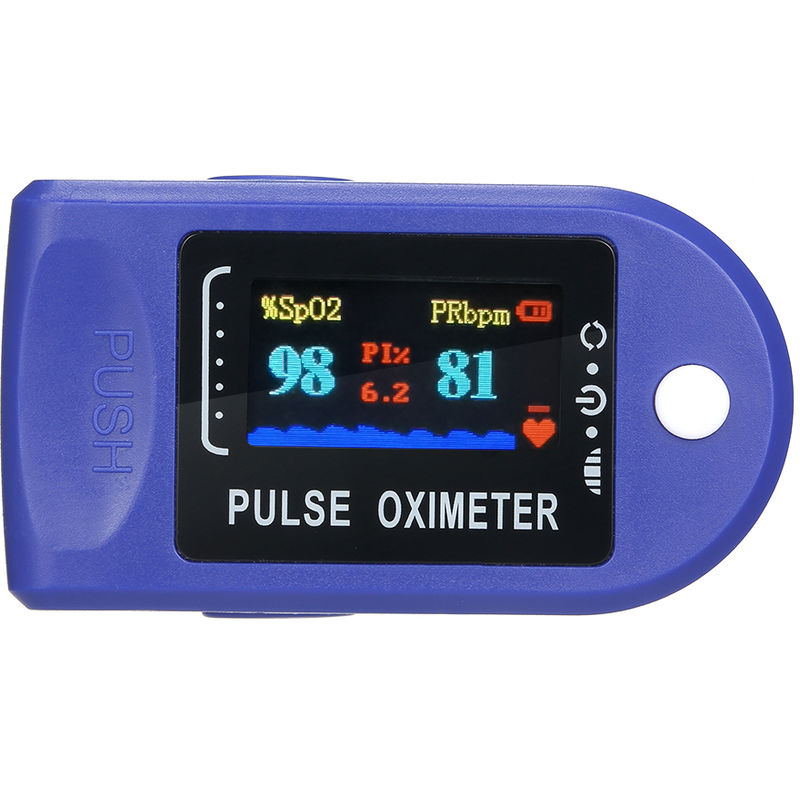 PUSH
%SpO2 PRbpm
98 PI% 81
6.2
PULSE OXIMETER